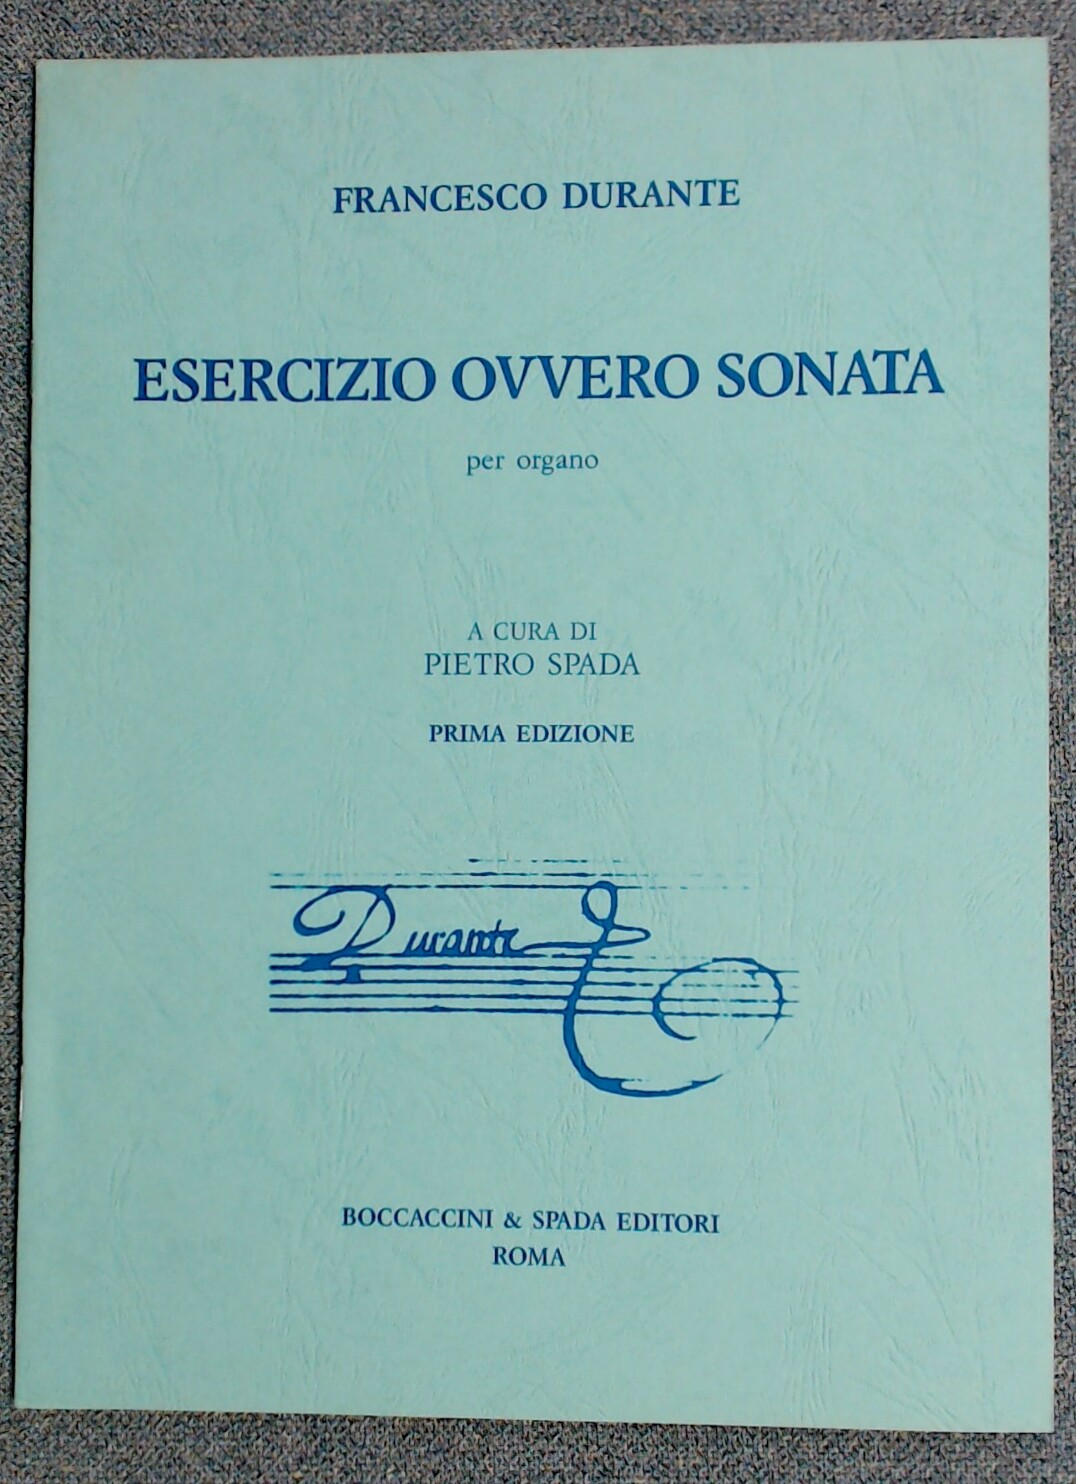 FRANCESCO DURANTE
ESERCIZIO OVVERO SONATA
per organo
A CURA DI
PIETRO SPADA
PRIMA EDIZIONE
Durante
BOCCACCINI & SPADA EDITORI
ROMA